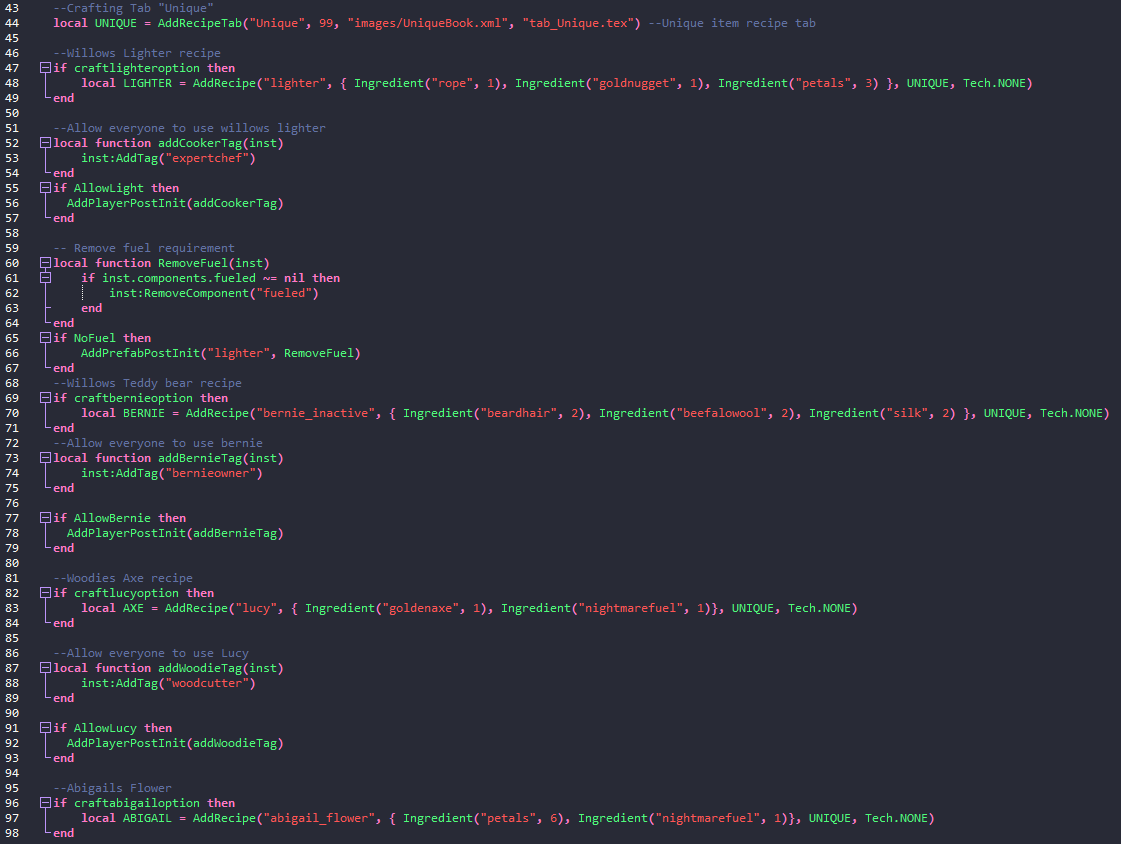 43 --Crafting Tab "Unique"
44 local UNIQUE = AddRecipeTab("Unique", 99, "images/UniqueBook.xml", "tab_Unique.tex") --Unique item recipe tab
45
46 --Willows Lighter recipe
47 if craftlighteroption then
48 local LIGHTER = AddRecipe("lighter", { Ingredient("rope", 1), Ingredient("goldnugget", 1), Ingredient("petals", 3) }, UNIQUE, Tech.NONE)
49 end
50
51 --Allow everyone to use willows lighter
52 local function addCookerTag(inst)
53 inst:AddTag("expertchef")
54 end
55 if AllowLight then
56 AddPlayerPostInit(addCookerTag)
57 end
58
59 -- Remove fuel requirement
60 local function RemoveFuel(inst)
61 if inst.components.fueled ~= nil then
62 inst:RemoveComponent("fueled")
63 end
64 end
65 if NoFuel then
66 AddPrefabPostInit("lighter", RemoveFuel)
67 end
68 --Willows Teddy bear recipe
69 if craftbernieoption then
70 local BERNIE = AddRecipe("bernie_inactive", { Ingredient("beardhair", 2), Ingredient("beefalowool", 2), Ingredient("silk", 2) }, UNIQUE, Tech.NONE)
71 end
72 --Allow everyone to use bernie
73 local function addBernieTag(inst)
74 inst:AddTag("bernieowner")
75 end
76
77 if AllowBernie then
78 AddPlayerPostInit(addBernieTag)
79 end
80
81 --Woodies Axe recipe
82 if craftlucyoption then
83 local AXE = AddRecipe("lucy", { Ingredient("goldenaxe", 1), Ingredient("nightmarefuel", 1)}, UNIQUE, Tech.NONE)
84 end
85
86 --Allow everyone to use Lucy
87 local function addWoodieTag(inst)
88 inst:AddTag("woodcutter")
89 end
90
91 if AllowLucy then
92 AddPlayerPostInit(addWoodieTag)
93 end
94
95 --Abigails Flower
96 if craftabigailoption then
97 local ABIGAIL = AddRecipe("abigail_flower", { Ingredient("petals", 6), Ingredient("nightmarefuel", 1)}, UNIQUE, Tech.NONE)
98 end